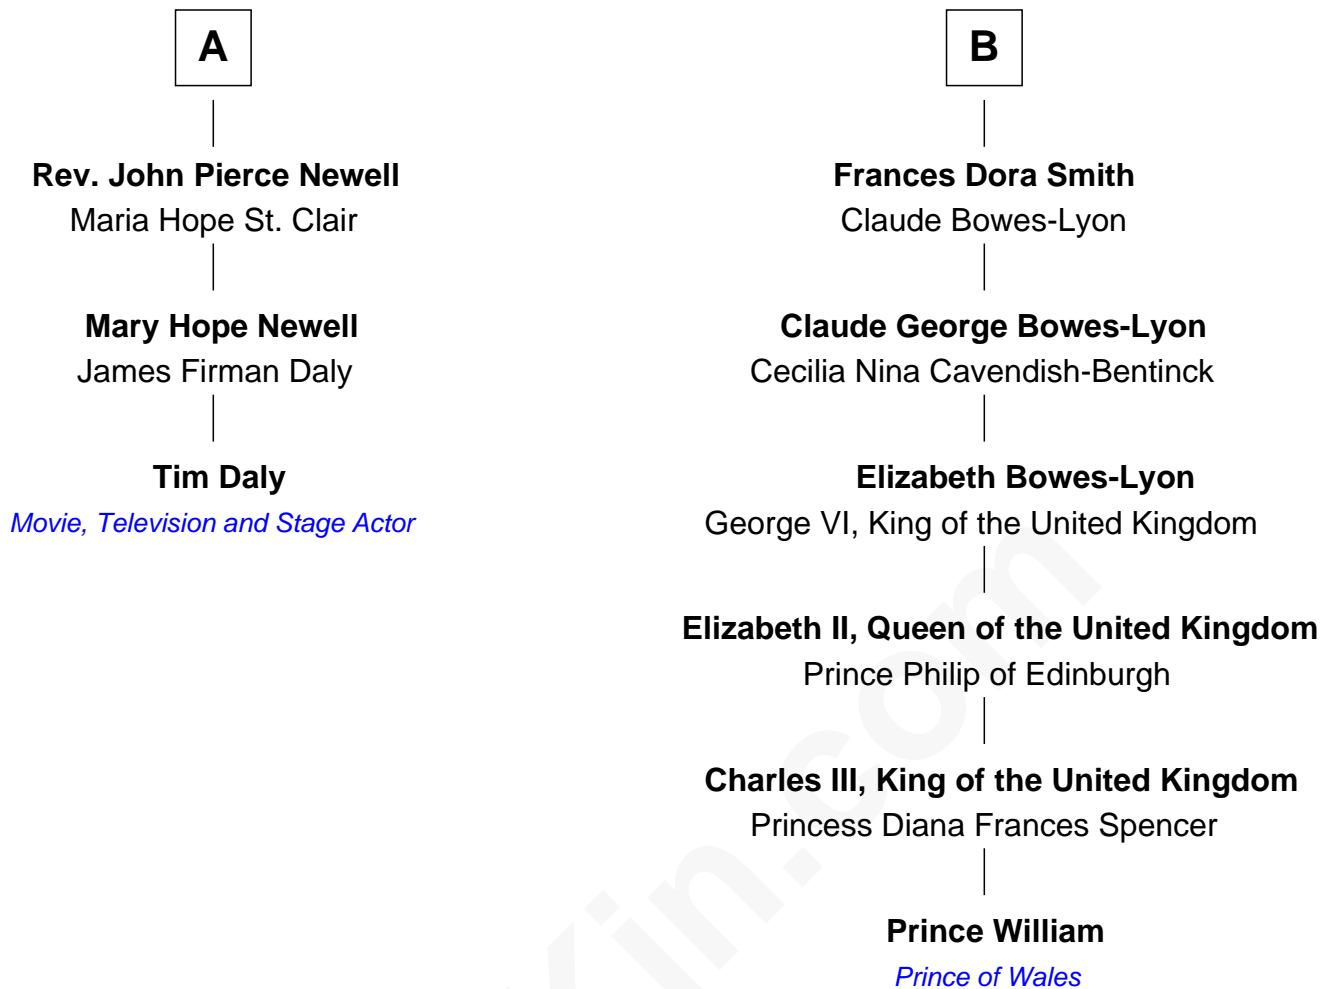 A
Rev. John Pierce Newell
Maria Hope St. Clair
Mary Hope Newell
James Firman Daly
Tim Daly
Movie, Television and Stage Actor
B
Frances Dora Smith
Claude Bowes-Lyon
Claude George Bowes-Lyon
Cecilia Nina Cavendish-Bentinck
Elizabeth Bowes-Lyon
George VI, King of the United Kingdom
Elizabeth II, Queen of the United Kingdom
Prince Philip of Edinburgh
Charles III, King of the United Kingdom
Princess Diana Frances Spencer
Prince William
Prince of Wales